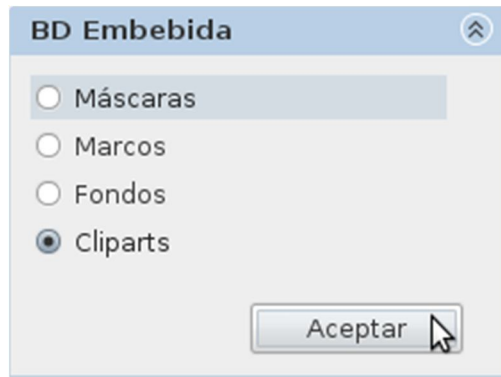 BD Embebida
Máscaras
Marcos
Fondos
Cliparts
Aceptar